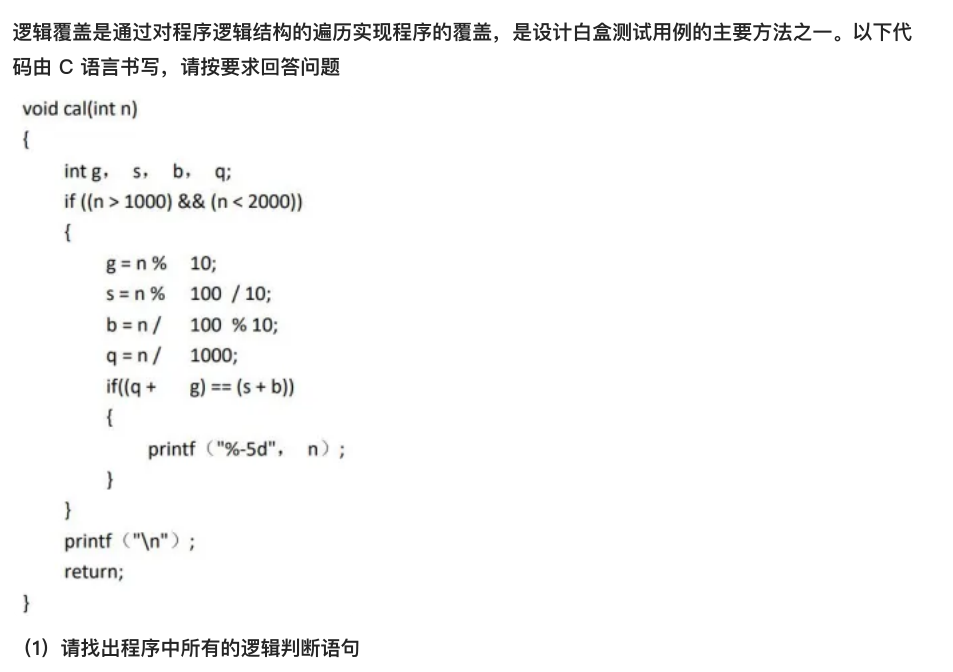 逻辑覆盖是通过对程序逻辑结构的遍历实现程序的覆盖，是设计白盒测试用例的主要方法之一。以下代
码由 C 语言书写，请按要求回答问题
void cal(int n)
{
int g， s， b， q;
if ((n > 1000) && (n < 2000))
{
g = n % 10;
s = n % 100 / 10;
b = n / 100 % 10;
q = n / 1000;
if((q + g) == (s + b))
{
printf（"%-5d"， n）;
}
}
printf（"\n"）;
return;
}
（1）请找出程序中所有的逻辑判断语句